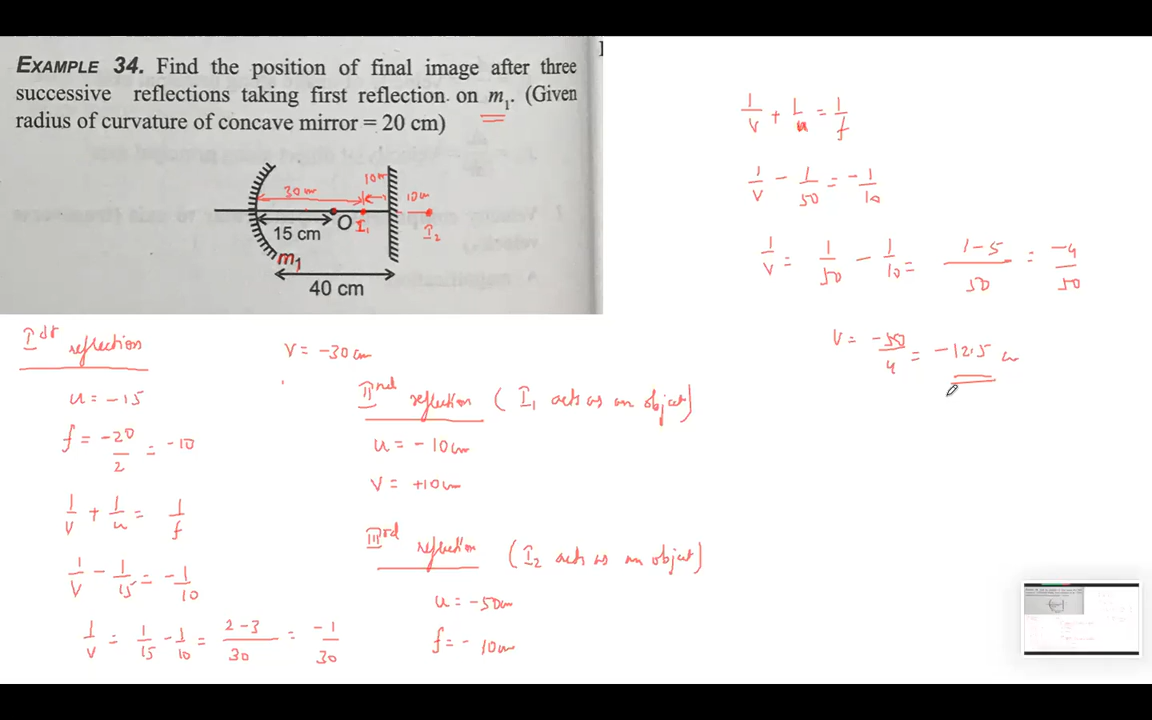 EXAMPLE 34. Find the position of final image after three
successive reflections taking first reflection on m₁. (Given
radius of curvature of concave mirror = 20 cm)
30 cm
10 cm
10 cm
O
I₁
I₂
15 cm
m₁
40 cm
Iˢᵗ reflection
u = -15
f = -20/2 = -10
1/v + 1/u = 1/f
1/v - 1/15 = -1/10
1/v = 1/15 - 1/10 = 2-3/30 = -1/30
v = -30 cm
IIⁿᵈ reflection ( I₁ acts as an object)
u = -10 cm
v = +10 cm
IIIʳᵈ reflection (I₂ acts as an object)
u = -50 cm
f = -10 cm
1/v + 1/u = 1/f
1/v - 1/50 = -1/10
1/v = 1/50 - 1/10 = 1-5/50 = -4/50
v = -50/4 = -12.5 cm